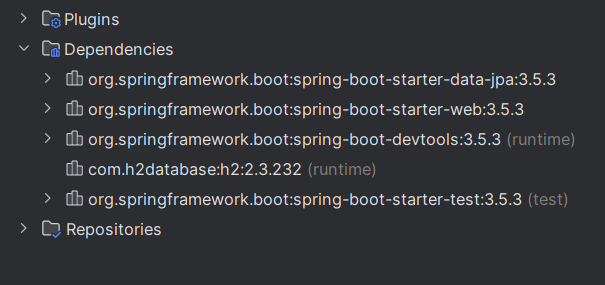 Plugins
Dependencies
org.springframework.boot:spring-boot-starter-data-jpa:3.5.3
org.springframework.boot:spring-boot-starter-web:3.5.3
org.springframework.boot:spring-boot-devtools:3.5.3 (runtime)
com.h2database:h2:2.3.232 (runtime)
org.springframework.boot:spring-boot-starter-test:3.5.3 (test)
Repositories